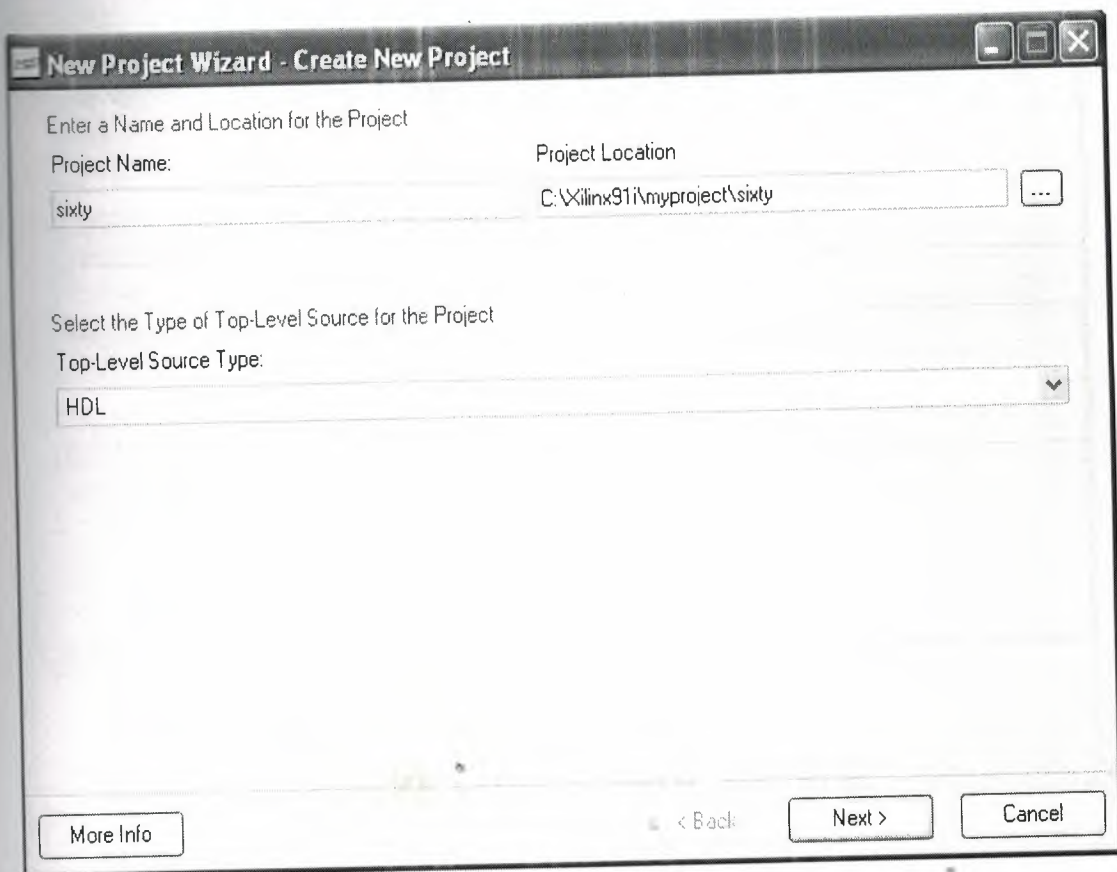 New Project Wizard - Create New Project
Enter a Name and Location for the Project
Project Name:
Project Location
sixty
C:\Xilinx91i\myproject\sixty
...
Select the Type of Top-Level Source for the Project
Top-Level Source Type:
HDL
More Info
< Back
Next >
Cancel